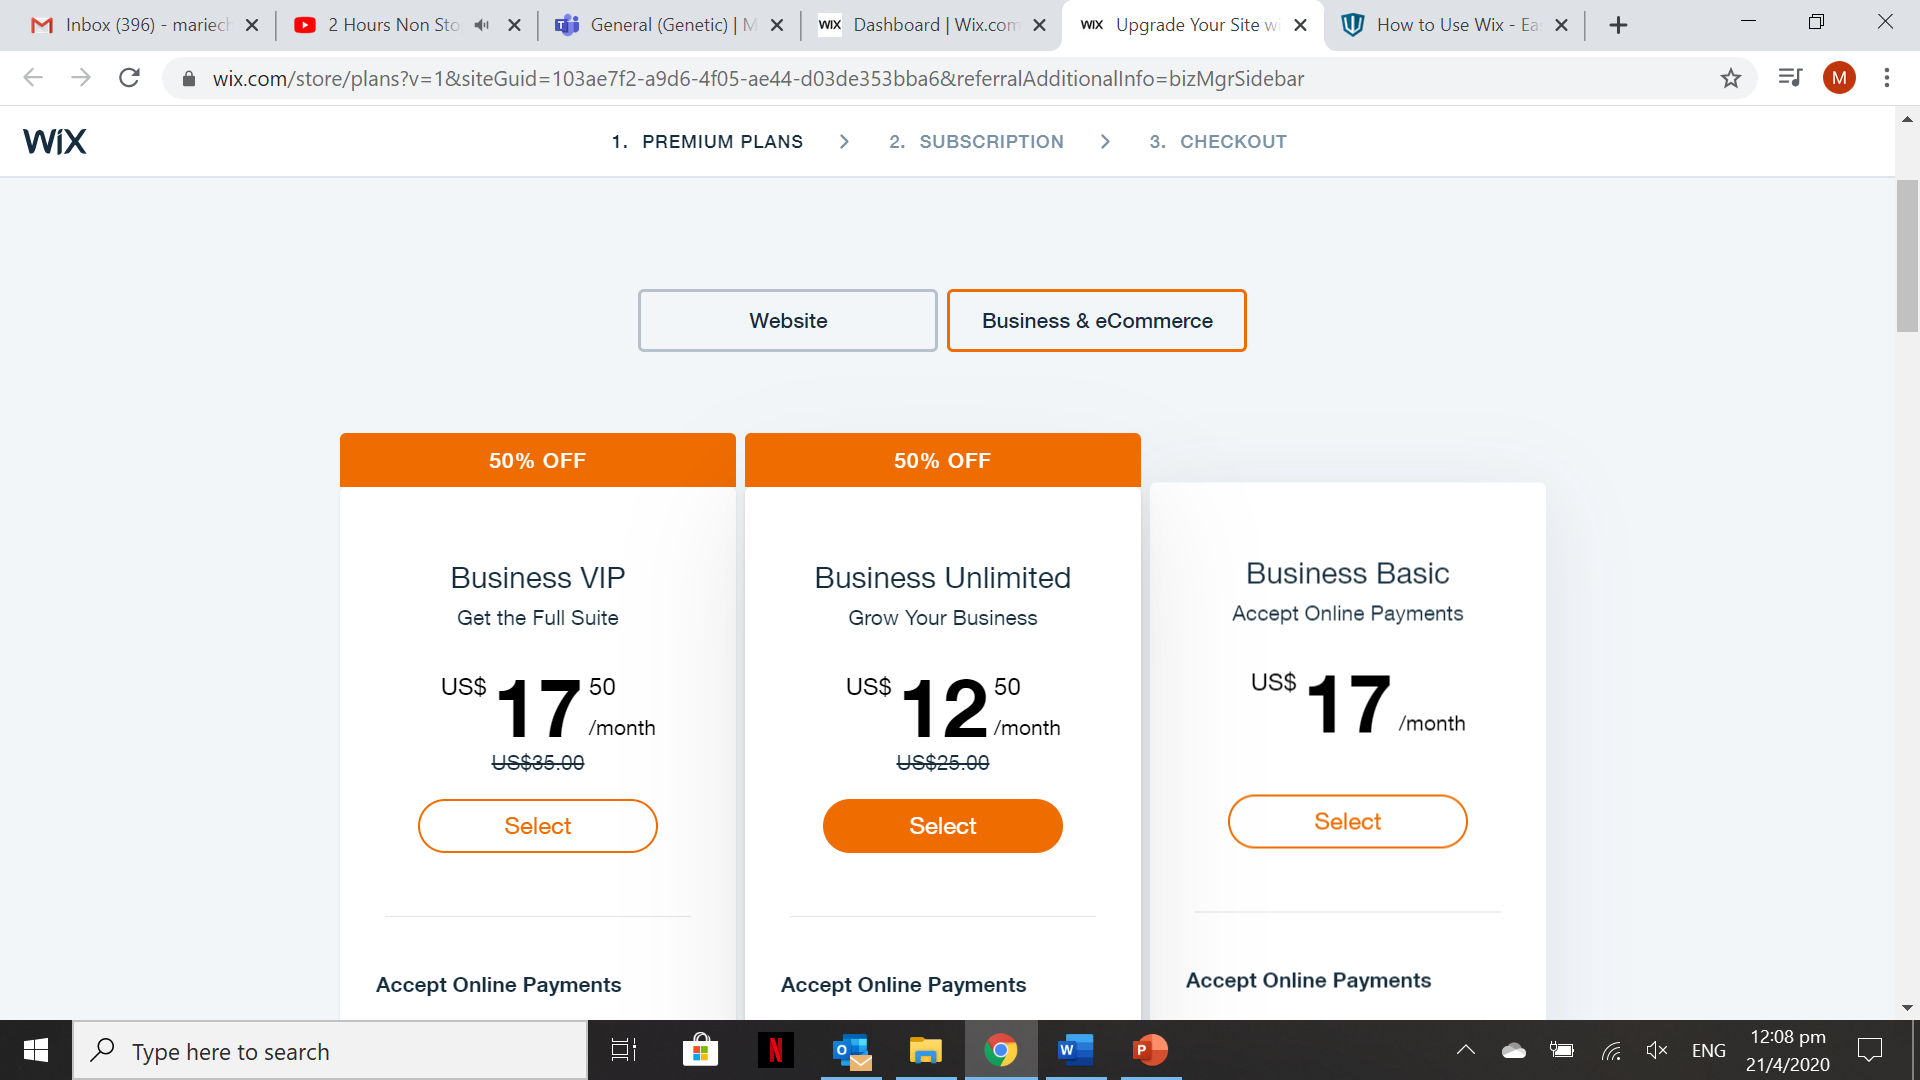 Inbox (396) - mariech
2 Hours Non Sto
General (Genetic) | M
WIX Dashboard | Wix.com
WIX Upgrade Your Site wi
How to Use Wix - Ea
wix.com/store/plans?v=1&siteGuid=103ae7f2-a9d6-4f05-ae44-d03de353bba6&referralAdditionalInfo=bizMgrSidebar
M
WIX
1. PREMIUM PLANS
2. SUBSCRIPTION
3. CHECKOUT
Website
Business & eCommerce
50% OFF
Business VIP
Get the Full Suite
US$ 17 50 /month
US$35.00
Select
Accept Online Payments
50% OFF
Business Unlimited
Grow Your Business
US$ 12 50 /month
US$25.00
Select
Accept Online Payments
Business Basic
Accept Online Payments
US$ 17 /month
Select
Accept Online Payments
Type here to search
ENG
12:08 pm
21/4/2020